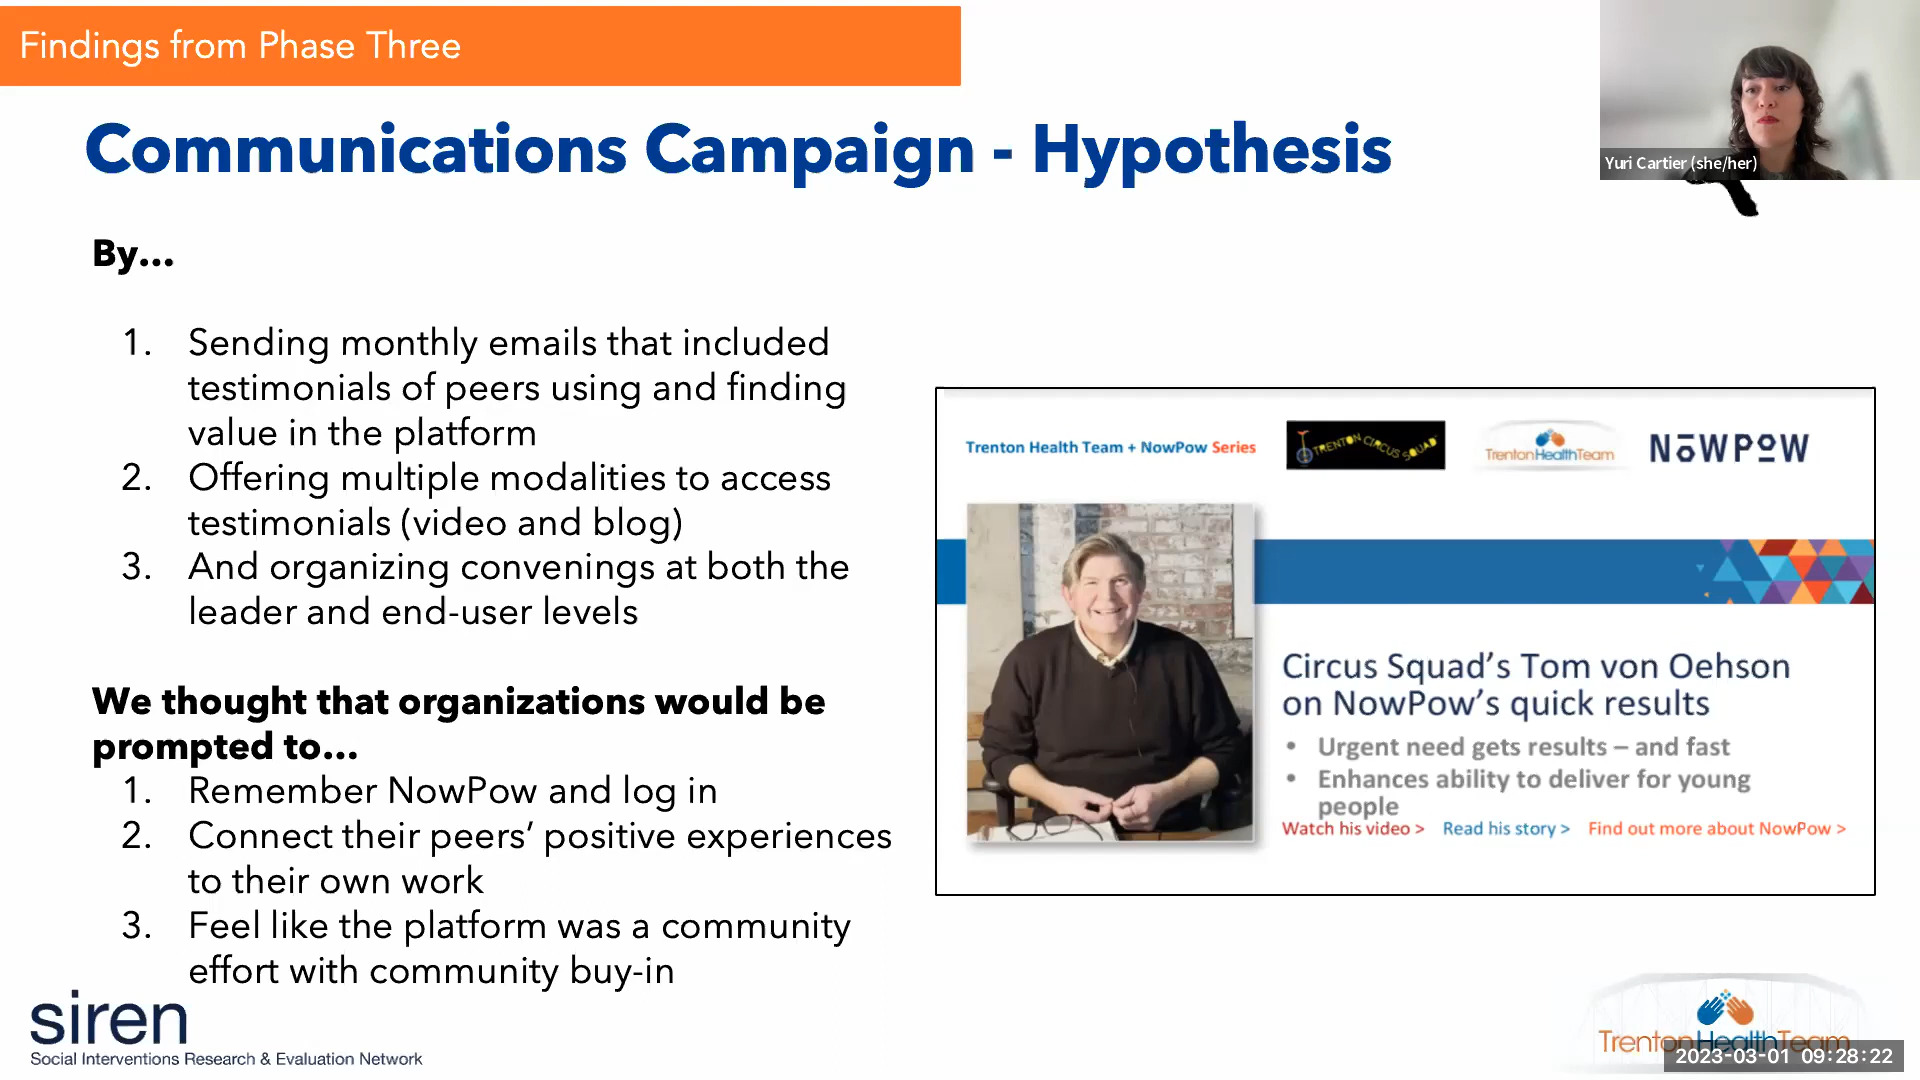 Findings from Phase Three
Communications Campaign - Hypothesis
Yuri Cartier (she/her)
By...
1. Sending monthly emails that included
testimonials of peers using and finding
value in the platform
2. Offering multiple modalities to access
testimonials (video and blog)
3. And organizing convenings at both the
leader and end-user levels
We thought that organizations would be
prompted to...
1. Remember NowPow and log in
2. Connect their peers’ positive experiences
to their own work
3. Feel like the platform was a community
effort with community buy-in
Trenton Health Team + NowPow Series
TRENTON CIRCUS SQUAD
TrentonHealthTeam
NōWPoW
Circus Squad’s Tom von Oehson
on NowPow’s quick results
• Urgent need gets results – and fast
• Enhances ability to deliver for young
people
Watch his video > Read his story > Find out more about NowPow >
siren
Social Interventions Research & Evaluation Network
TrentonHealthTeam
2023-03-01 09:28:22